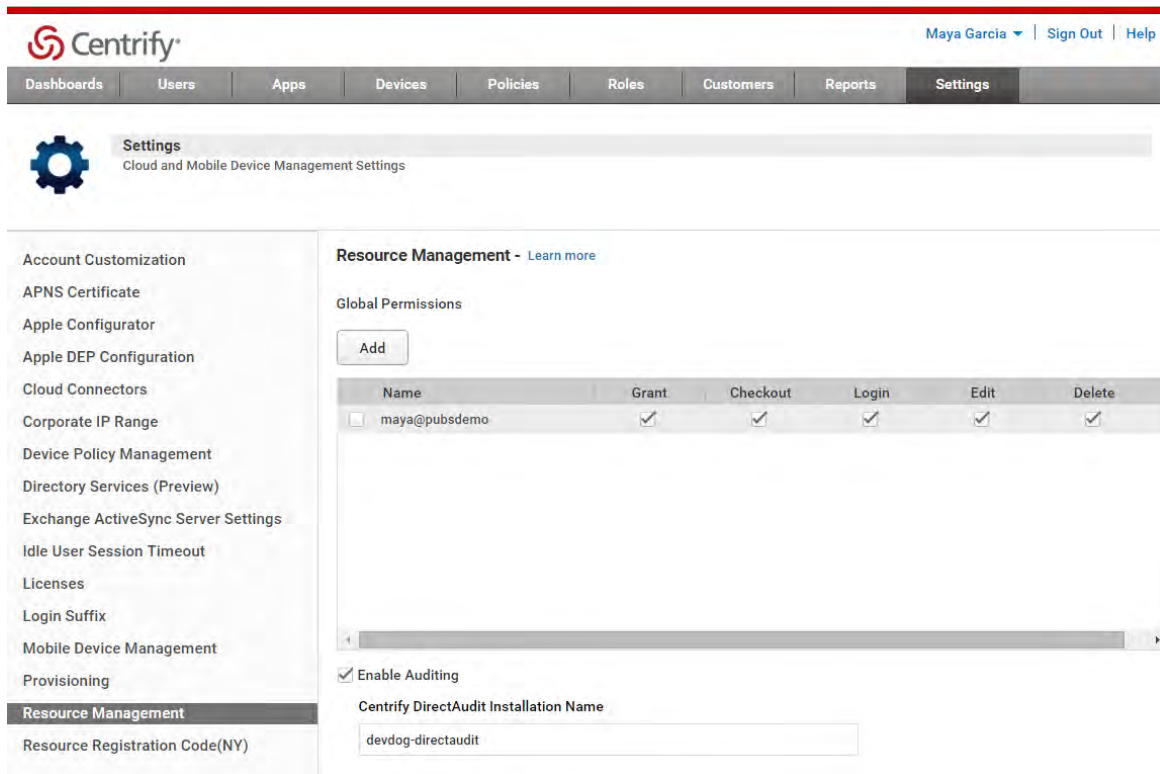 Centrify
Maya Garcia | Sign Out | Help
Dashboards Users Apps Devices Policies Roles Customers Reports Settings
Settings
Cloud and Mobile Device Management Settings
Account Customization
APNS Certificate
Apple Configurator
Apple DEP Configuration
Cloud Connectors
Corporate IP Range
Device Policy Management
Directory Services (Preview)
Exchange ActiveSync Server Settings
Idle User Session Timeout
Licenses
Login Suffix
Mobile Device Management
Provisioning
Resource Management
Resource Registration Code(NY)
Resource Management - Learn more
Global Permissions
Add
Name Grant Checkout Login Edit Delete
maya@pubsdemo
Enable Auditing
Centrify DirectAudit Installation Name
devdog-directaudit